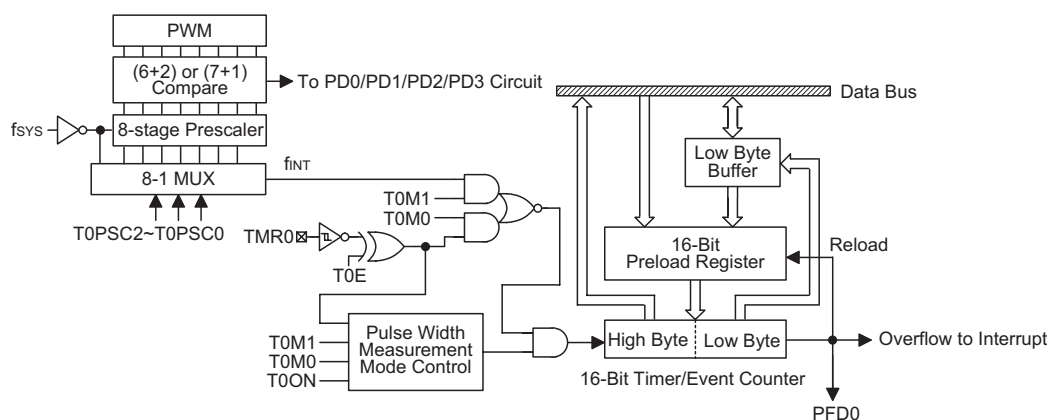 PWM
(6+2) or (7+1)
Compare
To PD0/PD1/PD2/PD3 Circuit
Data Bus
fSYS
8-stage Prescaler
Low Byte
Buffer
8-1 MUX
fINT
T0M1
T0M0
T0PSC2~T0PSC0
TMR0
T0E
16-Bit
Preload Register
Reload
T0M1
T0M0
T0ON
Pulse Width
Measurement
Mode Control
High Byte
Low Byte
Overflow to Interrupt
16-Bit Timer/Event Counter
PFD0